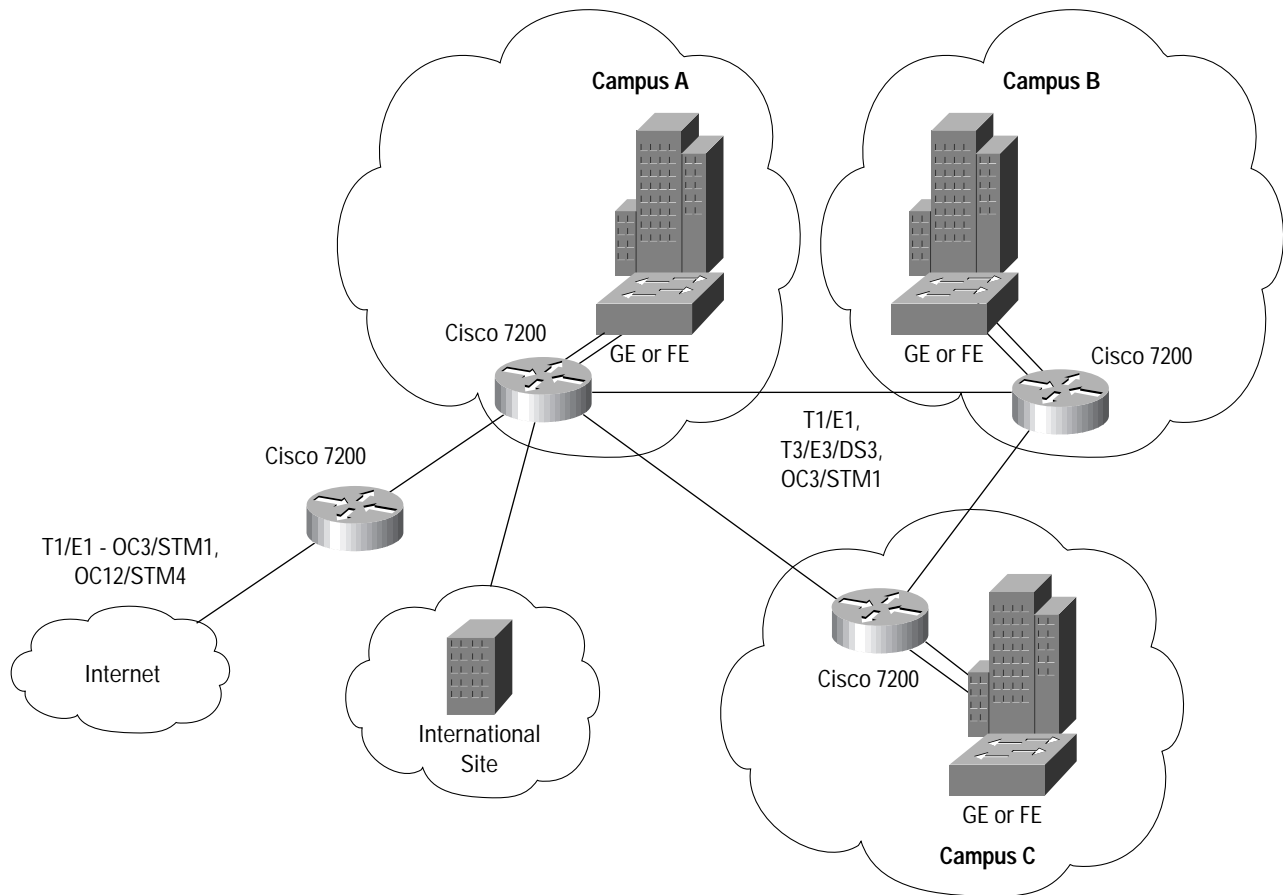 Campus A
Campus B
Cisco 7200
GE or FE
GE or FE
Cisco 7200
T1/E1,
T3/E3/DS3,
OC3/STM1
Cisco 7200
T1/E1 - OC3/STM1,
OC12/STM4
Internet
International
Site
Cisco 7200
GE or FE
Campus C